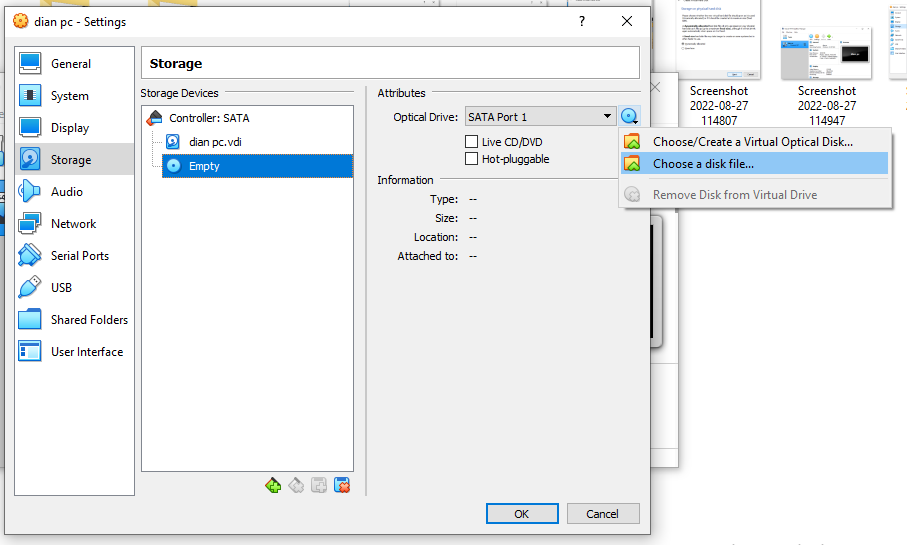 dian pc - Settings
?
General
System
Display
Storage
Audio
Network
Serial Ports
USB
Shared Folders
User Interface
Storage
Storage Devices
Controller: SATA
dian pc.vdi
Empty
Attributes
Optical Drive: SATA Port 1
Live CD/DVD
Hot-pluggable
Information
Type: --
Size: --
Location: --
Attached to: --
Choose/Create a Virtual Optical Disk...
Choose a disk file...
Remove Disk from Virtual Drive
OK
Cancel
Screenshot
2022-08-27
114807
Screenshot
2022-08-27
114947